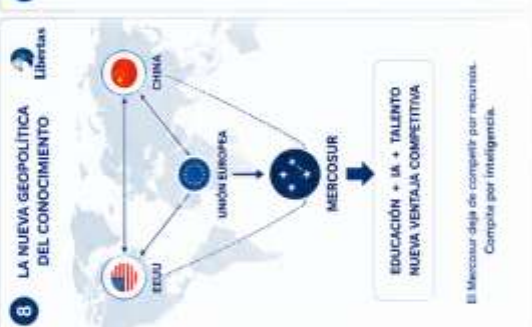 8
LA NUEVA GEOPOLÍTICA
DEL CONOCIMIENTO
Libertas
EEUU
CHINA
UNIÓN EUROPEA
MERCOSUR
EDUCACIÓN + IA + TALENTO
NUEVA VENTAJA COMPETITIVA
El Mercosur deja de competir por recursos.
Compite por inteligencia.